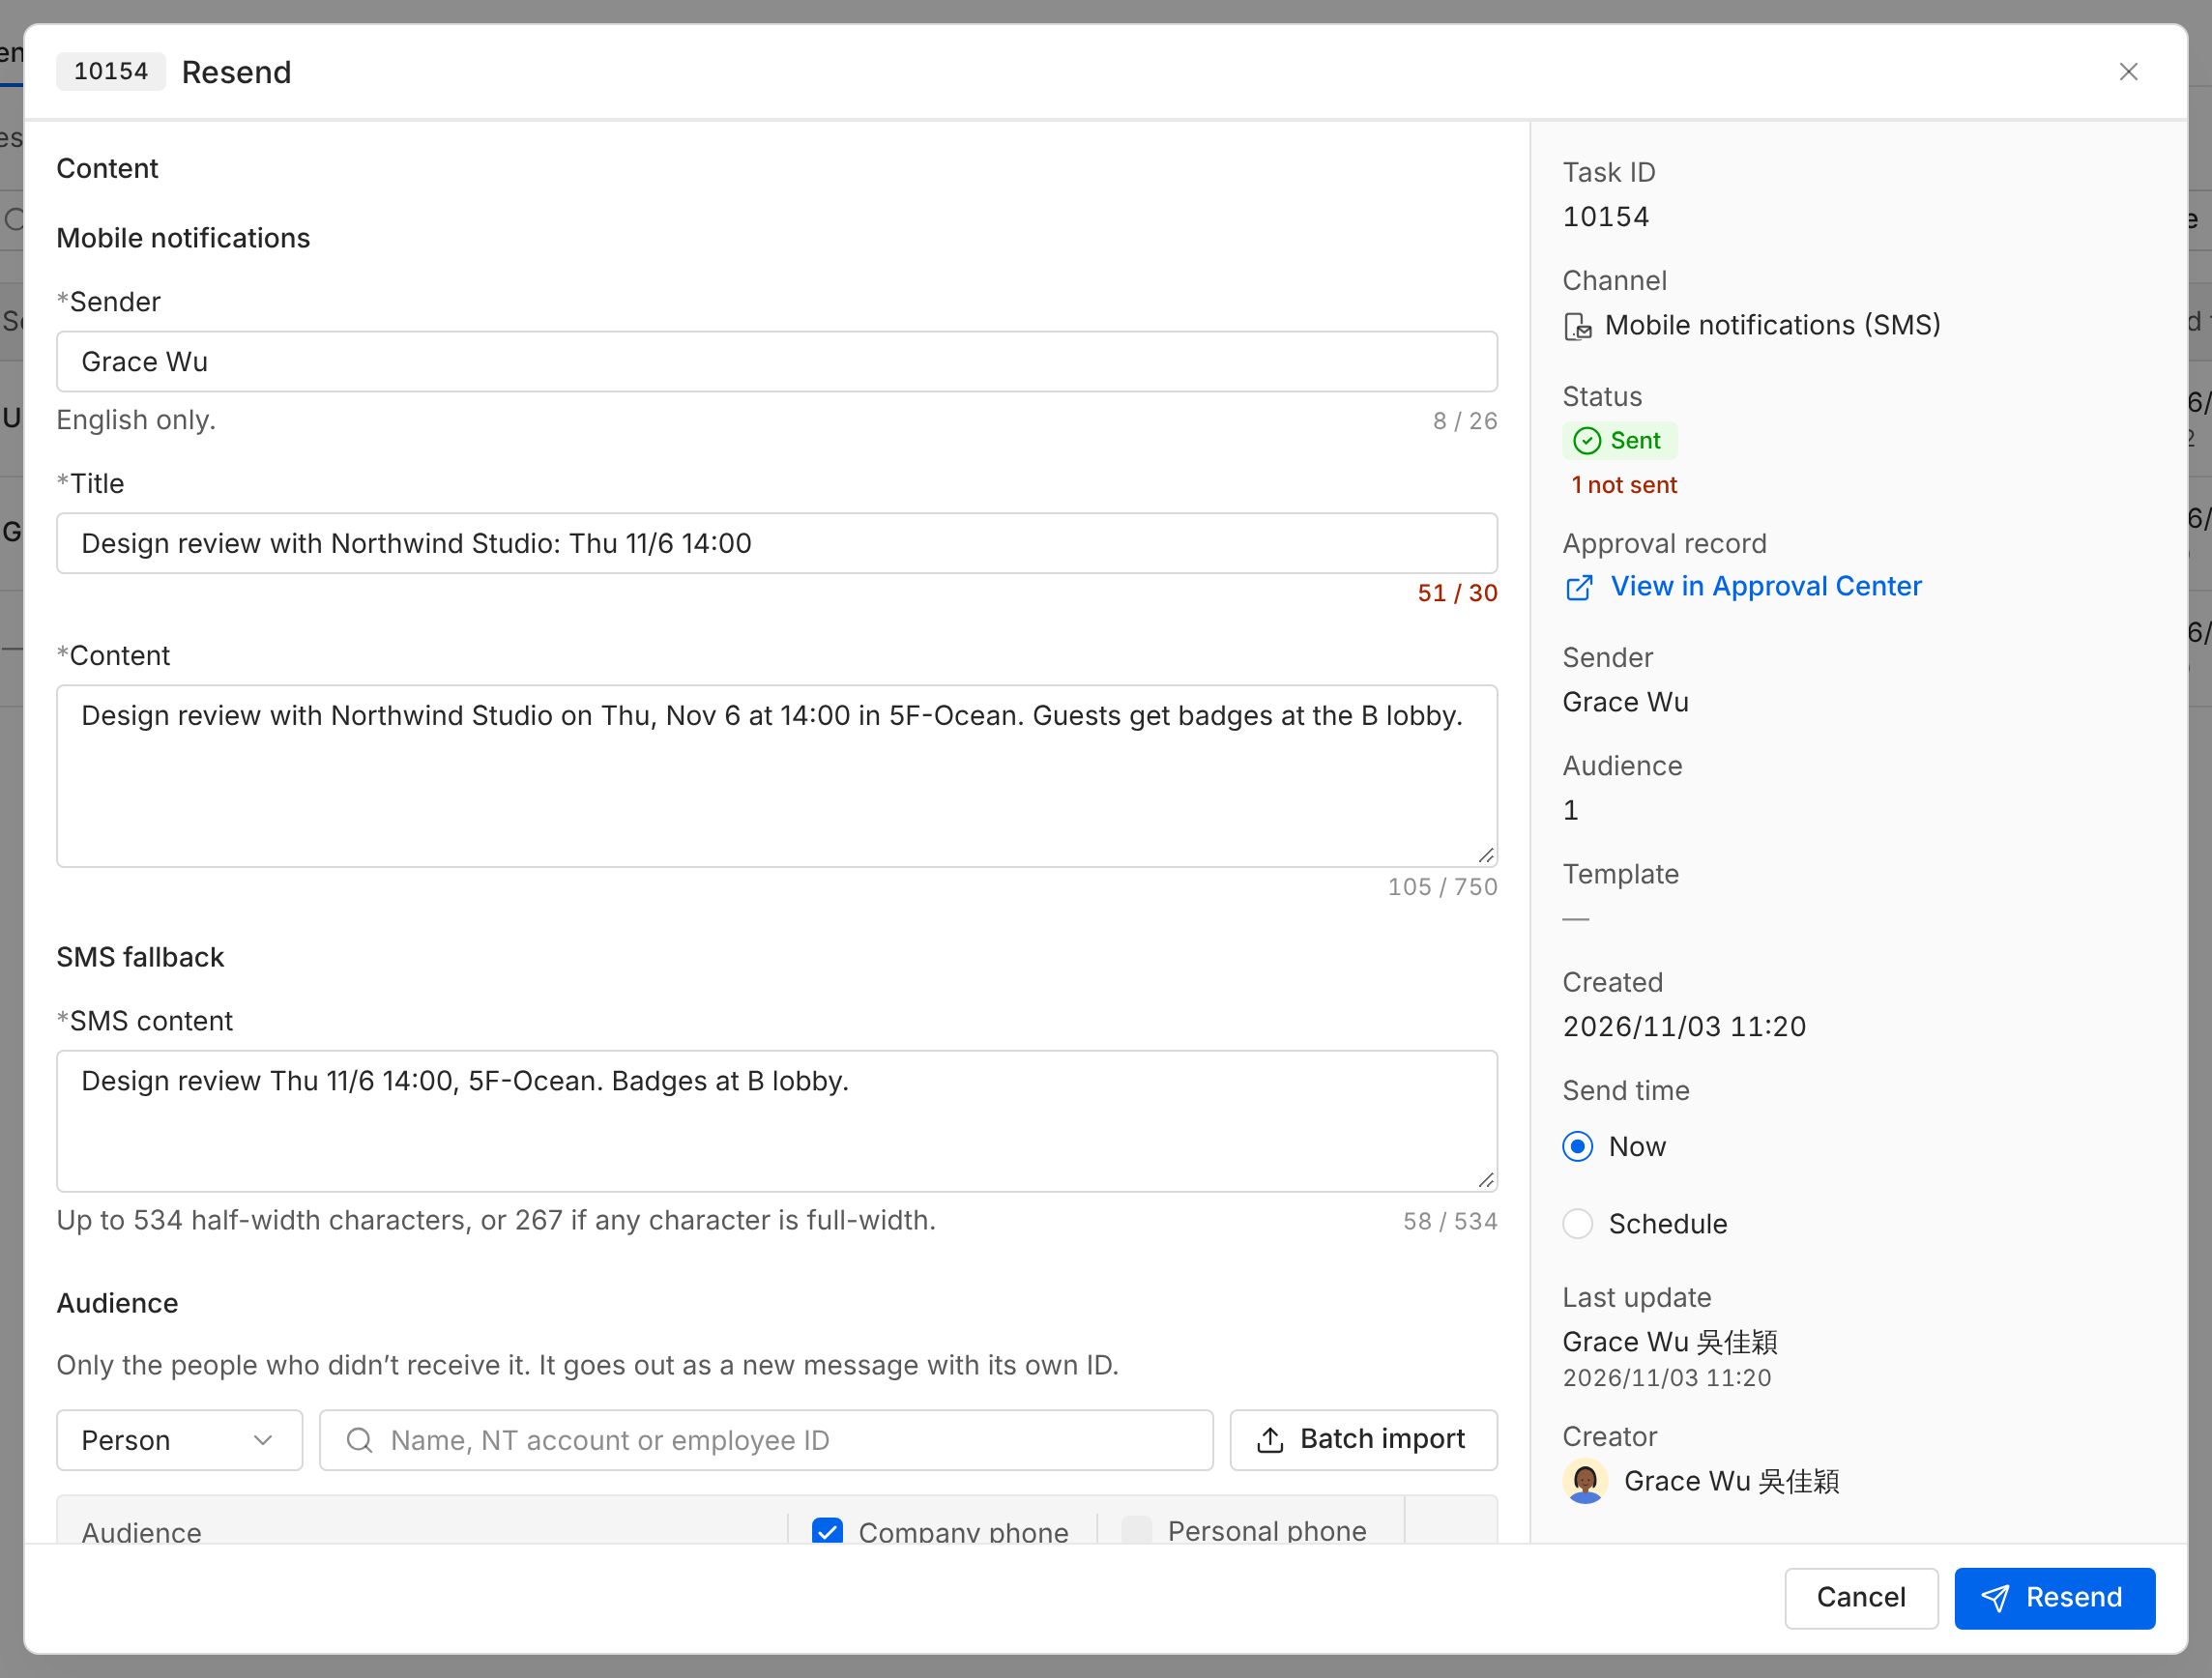 10154 Resend
Content
Mobile notifications
*Sender
Grace Wu
English only.
8 / 26
*Title
Design review with Northwind Studio: Thu 11/6 14:00
51 / 30
*Content
Design review with Northwind Studio on Thu, Nov 6 at 14:00 in 5F-Ocean. Guests get badges at the B lobby.
105 / 750
SMS fallback
*SMS content
Design review Thu 11/6 14:00, 5F-Ocean. Badges at B lobby.
Up to 534 half-width characters, or 267 if any character is full-width.
58 / 534
Audience
Only the people who didn’t receive it. It goes out as a new message with its own ID.
Person
Name, NT account or employee ID
Batch import
Audience
Company phone
Personal phone
Task ID
10154
Channel
Mobile notifications (SMS)
Status
Sent
1 not sent
Approval record
View in Approval Center
Sender
Grace Wu
Audience
1
Template
—
Created
2026/11/03 11:20
Send time
Now
Schedule
Last update
Grace Wu 吳佳穎
2026/11/03 11:20
Creator
Grace Wu 吳佳穎
Cancel
Resend